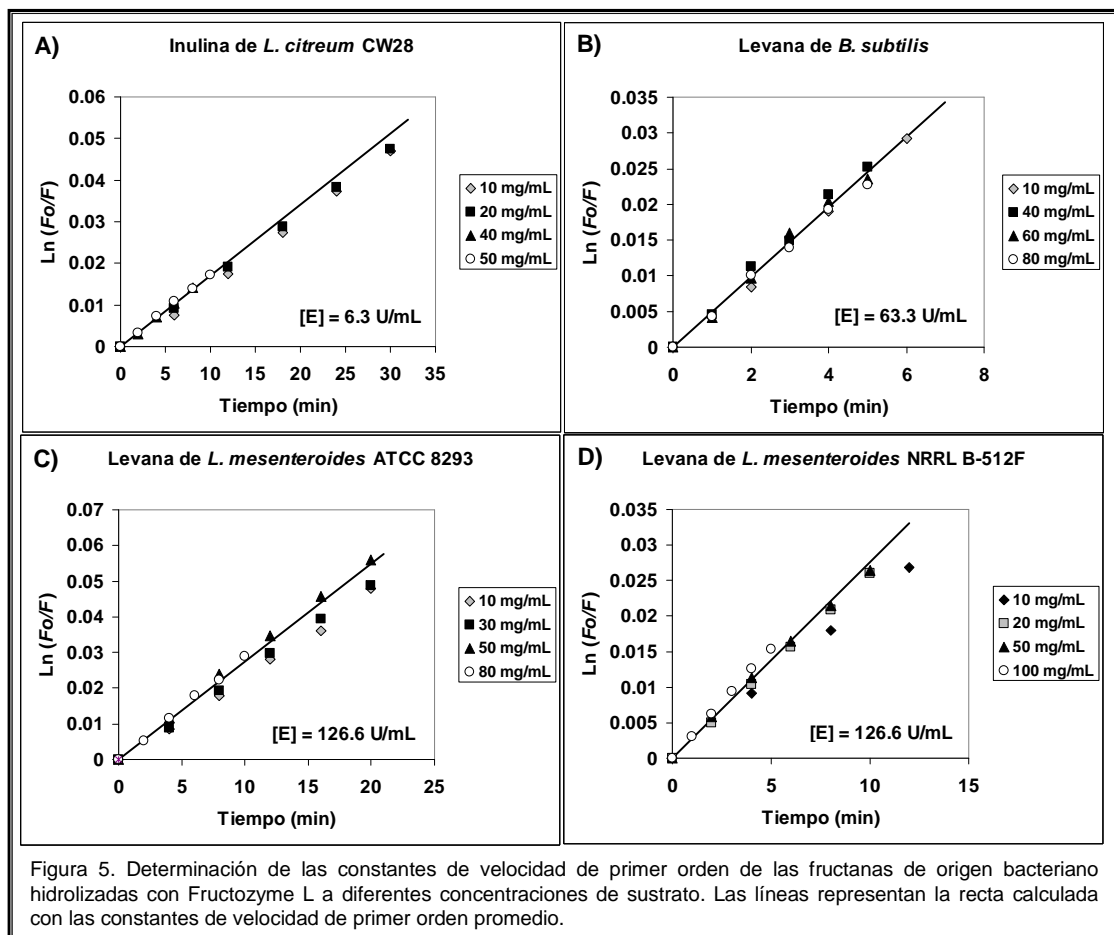 A)
Inulina de L. citreum CW28
Ln (Fo/F)
0.06
0.05
0.04
0.03
0.02
0.01
0
0 5 10 15 20 25 30 35
Tiempo (min)
[E] = 6.3 U/mL
10 mg/mL
20 mg/mL
40 mg/mL
50 mg/mL
B)
Levana de B. subtilis
Ln (Fo/F)
0.035
0.03
0.025
0.02
0.015
0.01
0.005
0
0 2 4 6 8
Tiempo (min)
[E] = 63.3 U/mL
10 mg/mL
40 mg/mL
60 mg/mL
80 mg/mL
C)
Levana de L. mesenteroides ATCC 8293
Ln (Fo/F)
0.07
0.06
0.05
0.04
0.03
0.02
0.01
0
0 5 10 15 20 25
Tiempo (min)
[E] = 126.6 U/mL
10 mg/mL
30 mg/mL
50 mg/mL
80 mg/mL
D)
Levana de L. mesenteroides NRRL B-512F
Ln (Fo/F)
0.035
0.03
0.025
0.02
0.015
0.01
0.005
0
0 5 10 15
Tiempo (min)
[E] = 126.6 U/mL
10 mg/mL
20 mg/mL
50 mg/mL
100 mg/mL
Figura 5. Determinación de las constantes de velocidad de primer orden de las fructanas de origen bacteriano
hidrolizadas con Fructozyme L a diferentes concentraciones de sustrato. Las líneas representan la recta calculada
con las constantes de velocidad de primer orden promedio.